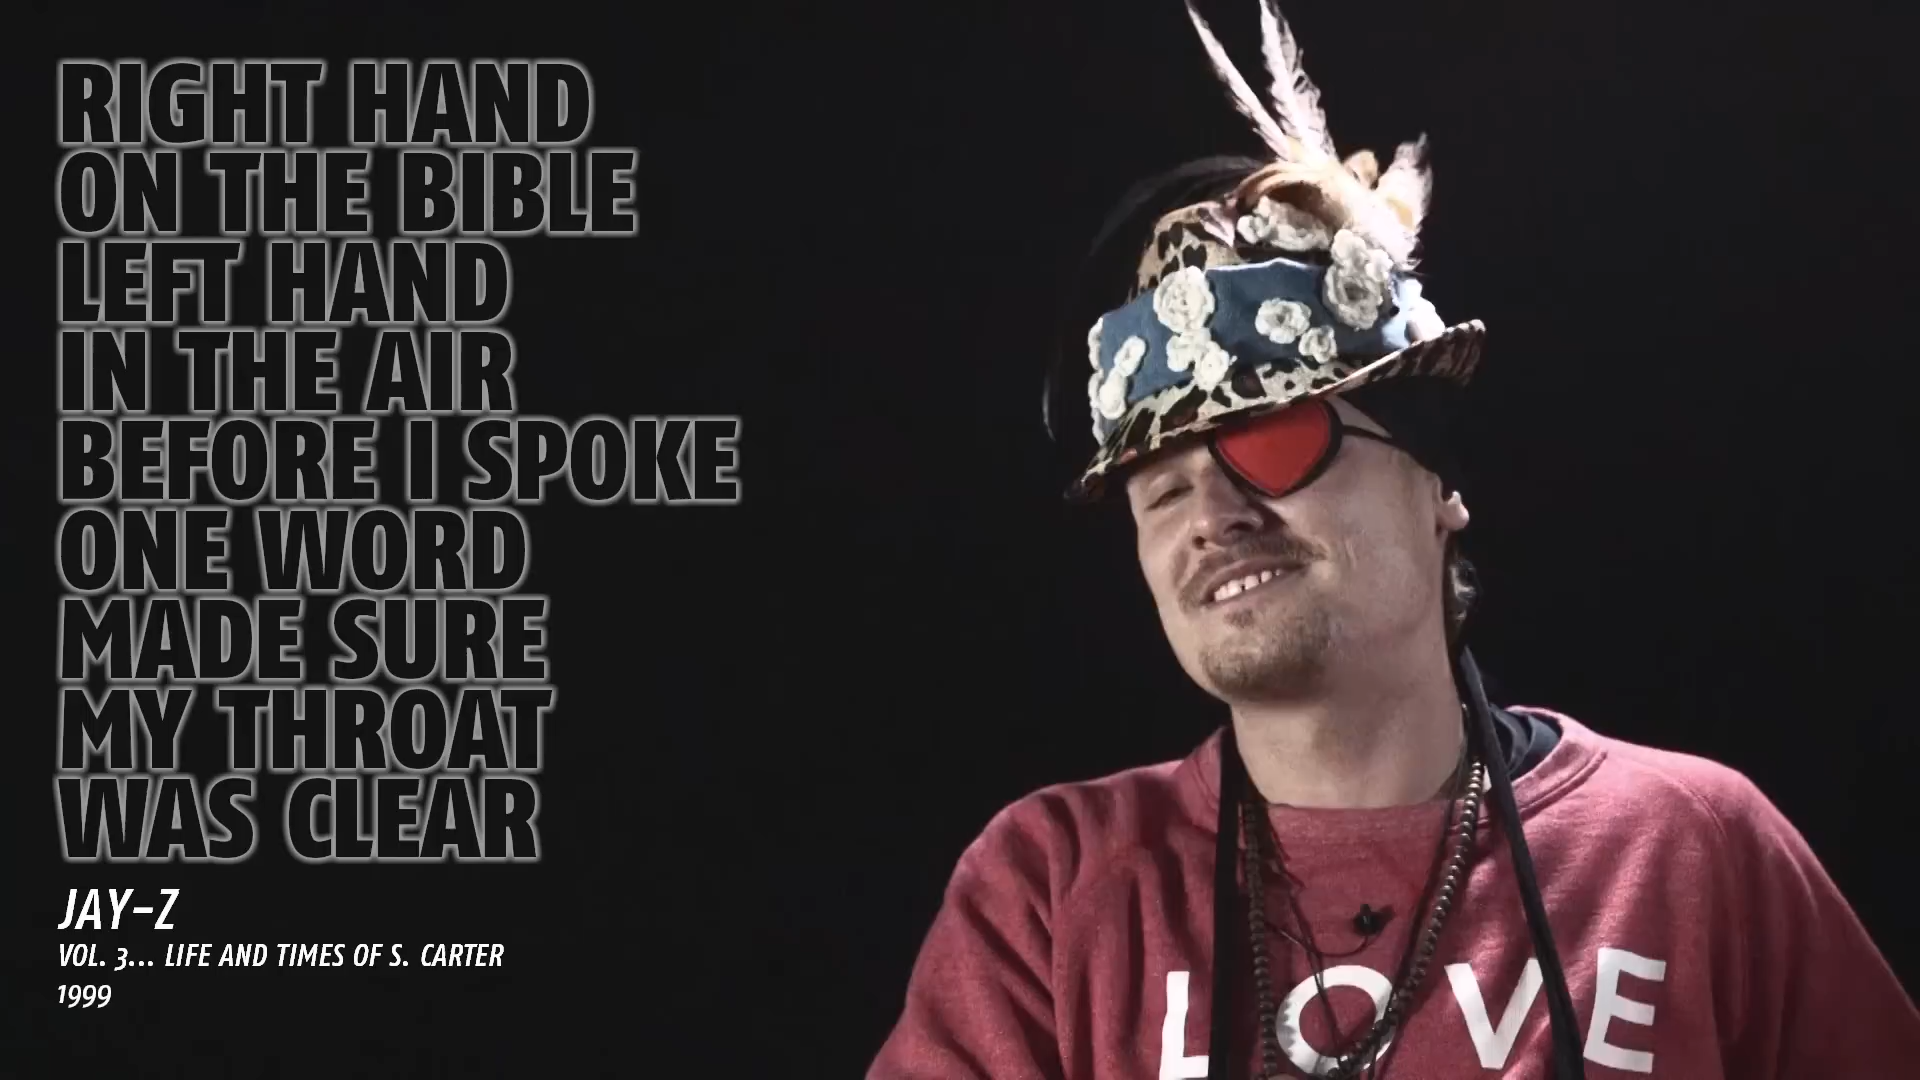 RIGHT HAND
ON THE BIBLE
LEFT HAND
IN THE AIR
BEFORE I SPOKE
ONE WORD
MADE SURE
MY THROAT
WAS CLEAR
JAY-Z
VOL. 3... LIFE AND TIMES OF S. CARTER
1999
LOVE